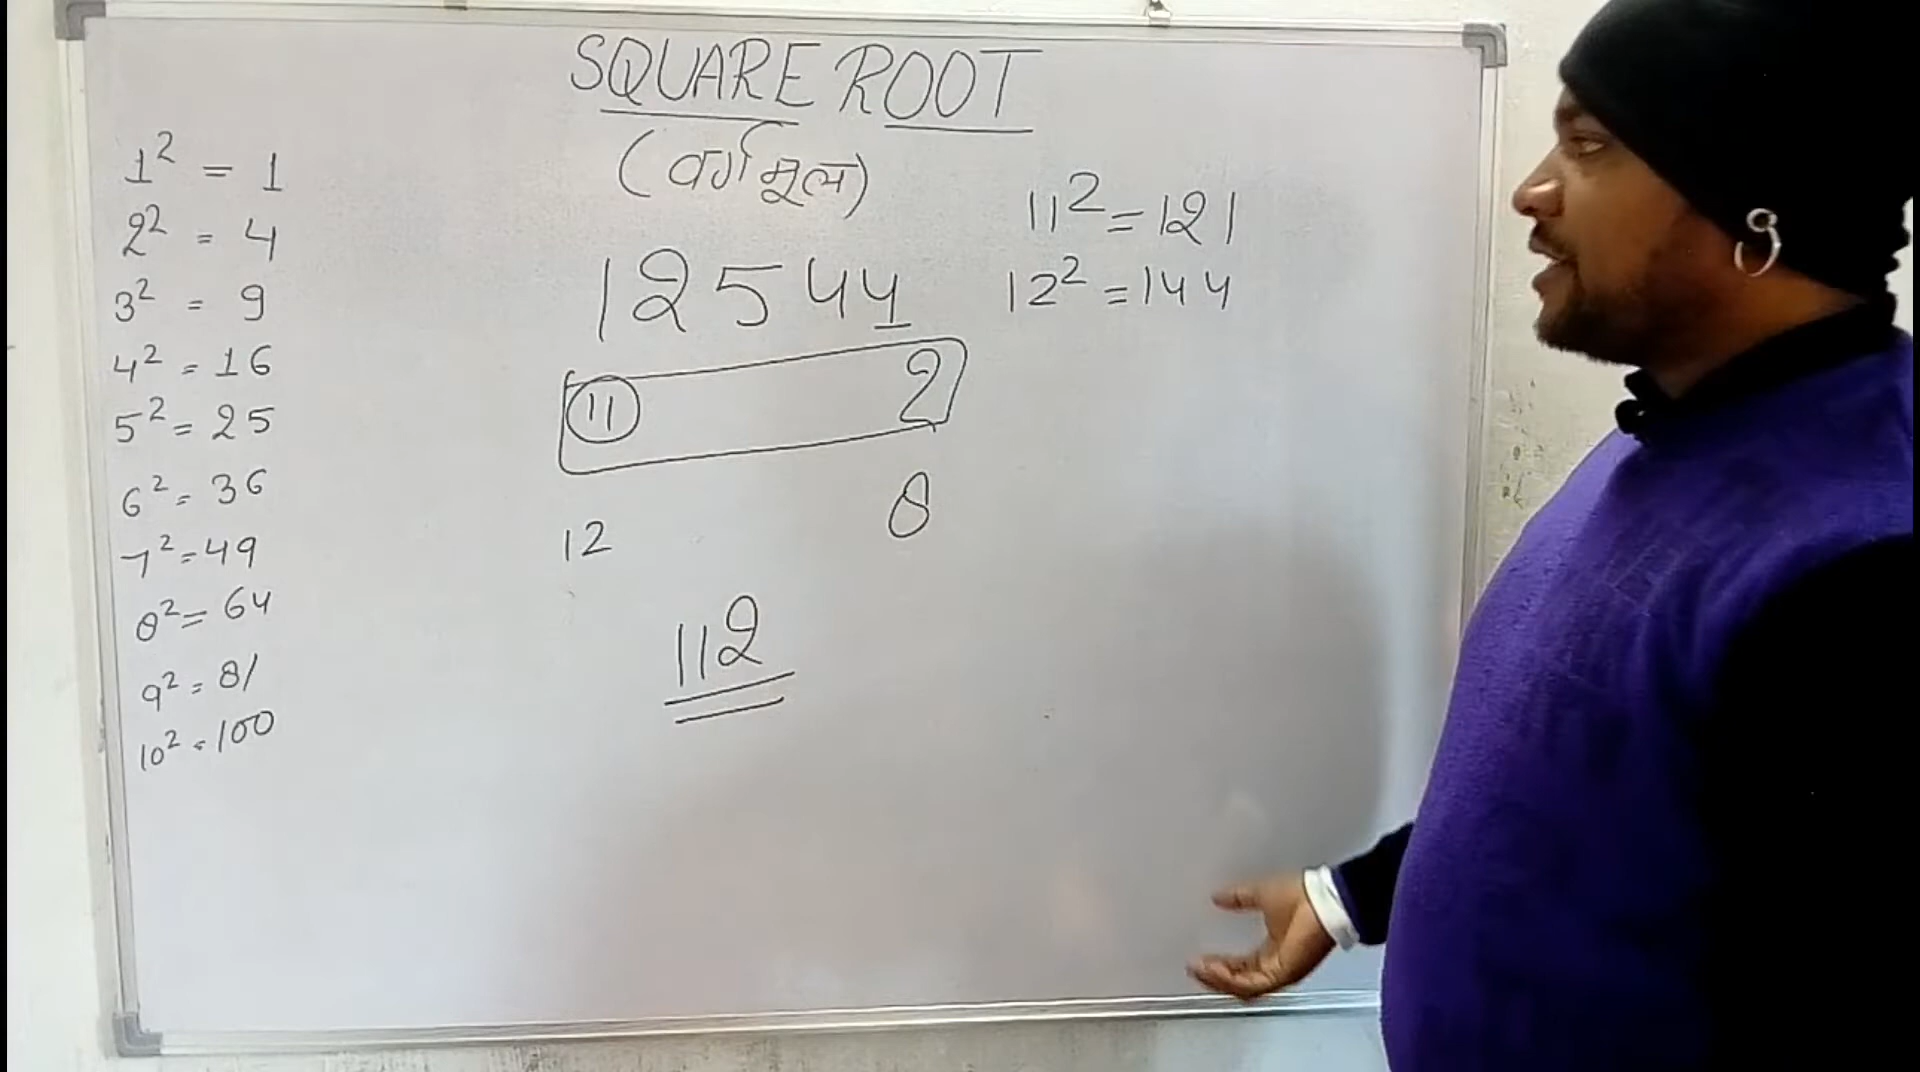 SQUARE ROOT
(वर्गमूल)
1² = 1
2² = 4
3² = 9
4² = 16
5² = 25
6² = 36
7² = 49
8² = 64
9² = 81
10² = 100
12544
11 2
12 8
112
11² = 121
12² = 144